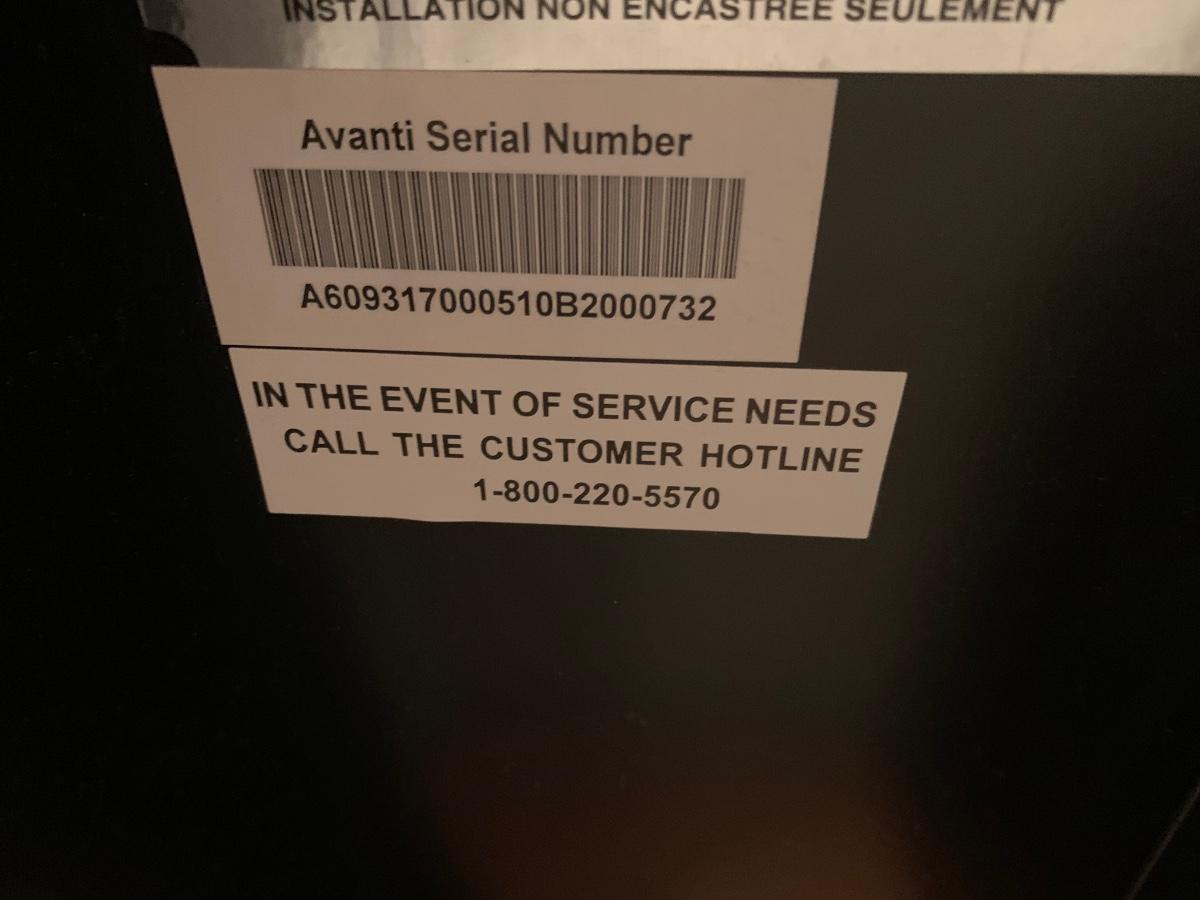 INSTALLATION NON ENCASTRÉE SEULEMENT
Avanti Serial Number
A609317000510B2000732
IN THE EVENT OF SERVICE NEEDS
CALL THE CUSTOMER HOTLINE
1-800-220-5570